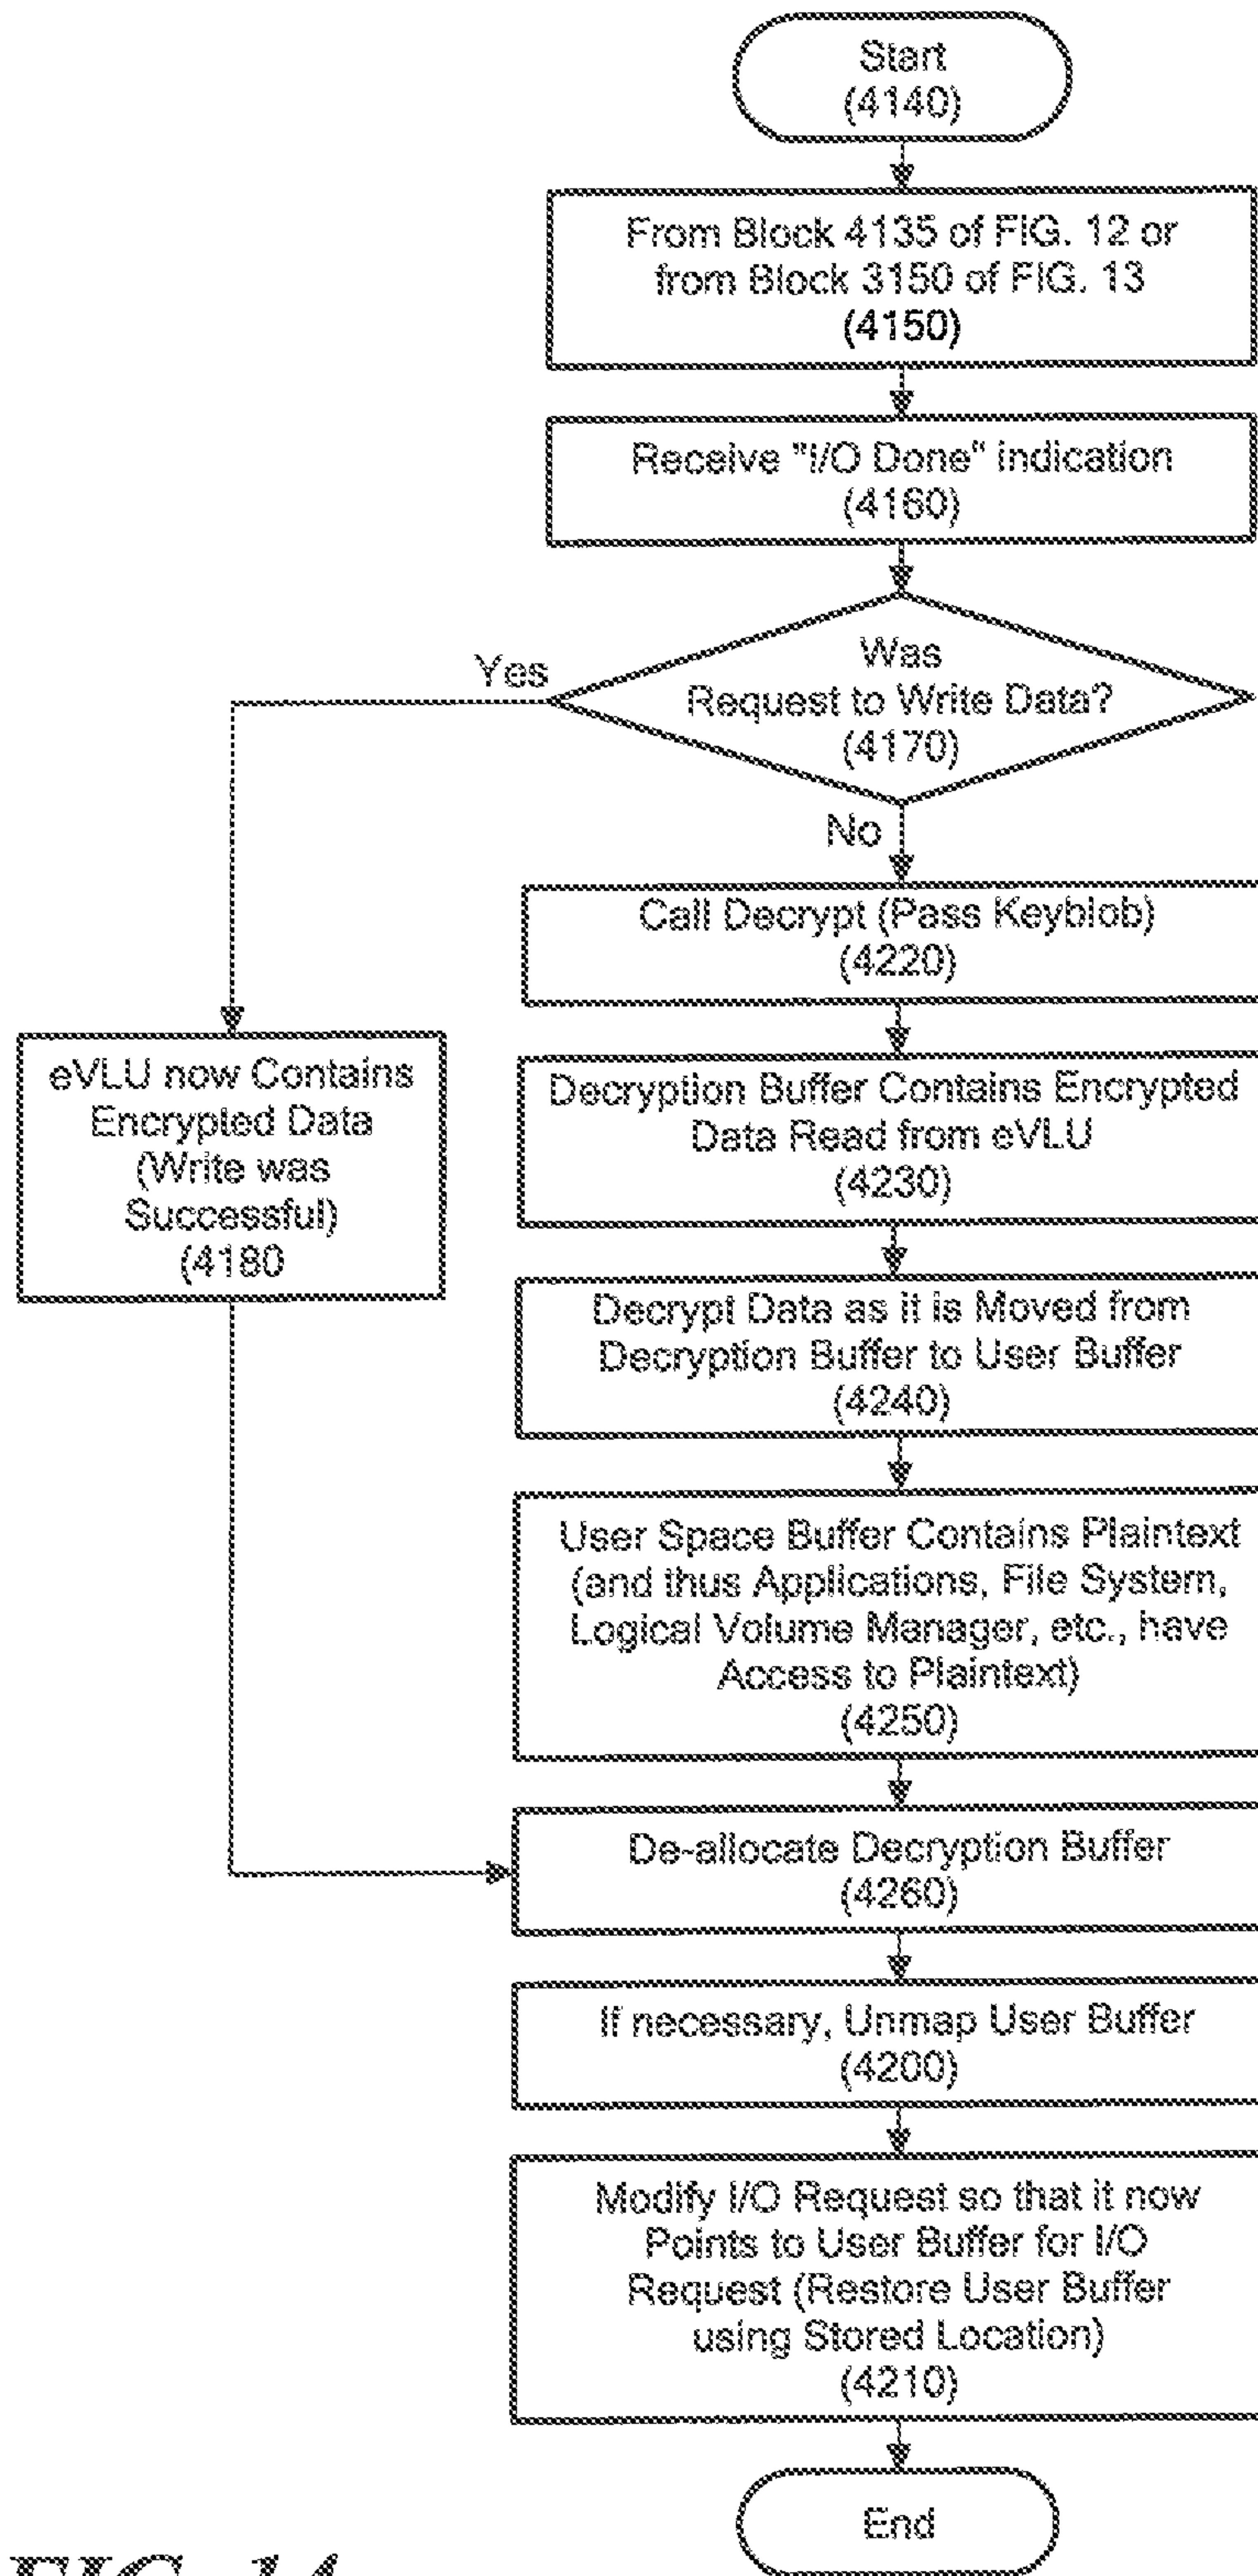 Start
(4140)
From Block 4135 of FIG. 12 or
from Block 3150 of FIG. 13
(4150)
Receive "I/O Done" indication
(4160)
Was
Request to Write Data?
(4170)
Yes
No
Call Decrypt (Pass Keyblob)
(4220)
eVLU now Contains
Encrypted Data
(Write was
Successful)
(4180
Decryption Buffer Contains Encrypted
Data Read from eVLU
(4230)
Decrypt Data as it is Moved from
Decryption Buffer to User Buffer
(4240)
User Space Buffer Contains Plaintext
(and thus Applications, File System,
Logical Volume Manager, etc., have
Access to Plaintext)
(4250)
De-allocate Decryption Buffer
(4260)
If necessary, Unmap User Buffer
(4200)
Modify I/O Request so that it now
Points to User Buffer for I/O
Request (Restore User Buffer
using Stored Location)
(4210)
End
FIG. 14